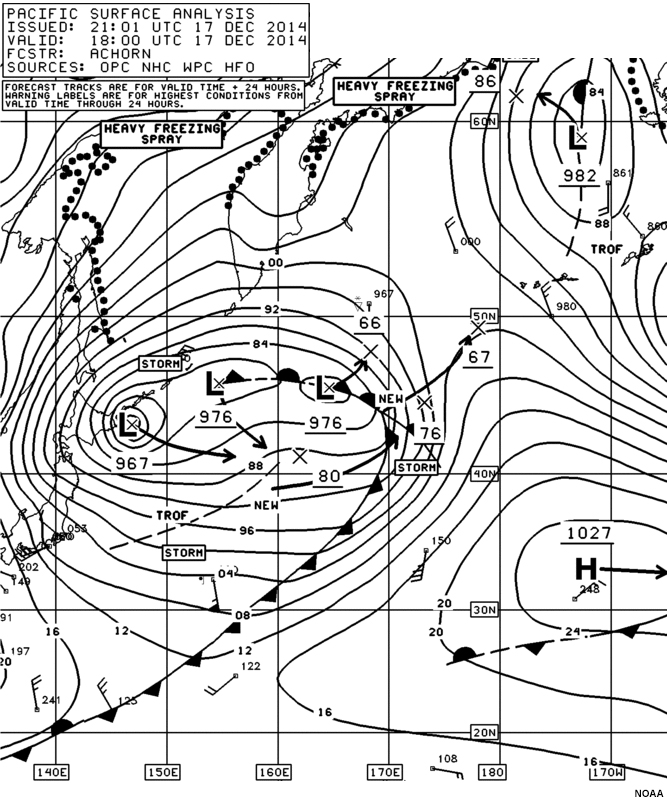 PACIFIC SURFACE ANALYSIS
ISSUED: 21:01 UTC 17 DEC 2014
VALID: 18:00 UTC 17 DEC 2014
FCSTR: ACHORN
SOURCES: OPC NHC WPC HFO
FORECAST TRACKS ARE FOR VALID TIME + 24 HOURS.
WARNING LABELS ARE FOR HIGHEST CONDITIONS FROM
VALID TIME THROUGH 24 HOURS.
86
84
HEAVY FREEZING
SPRAY
HEAVY FREEZING
SPRAY
60N
L
982
861
88
860
000
TROF
00
967
92
66
980
50N
84
67
STORM
L
L
NEW
976
976
L
76
967
88
80
STORM
40N
NEW
TROF
96
053
1027
STORM
150
H
202
04
149
248
91
08
20
30N
16
12
20
24
197
12
20
122
241
125
16
20N
108
16
140E
150E
160E
170E
180
170W
NOAA